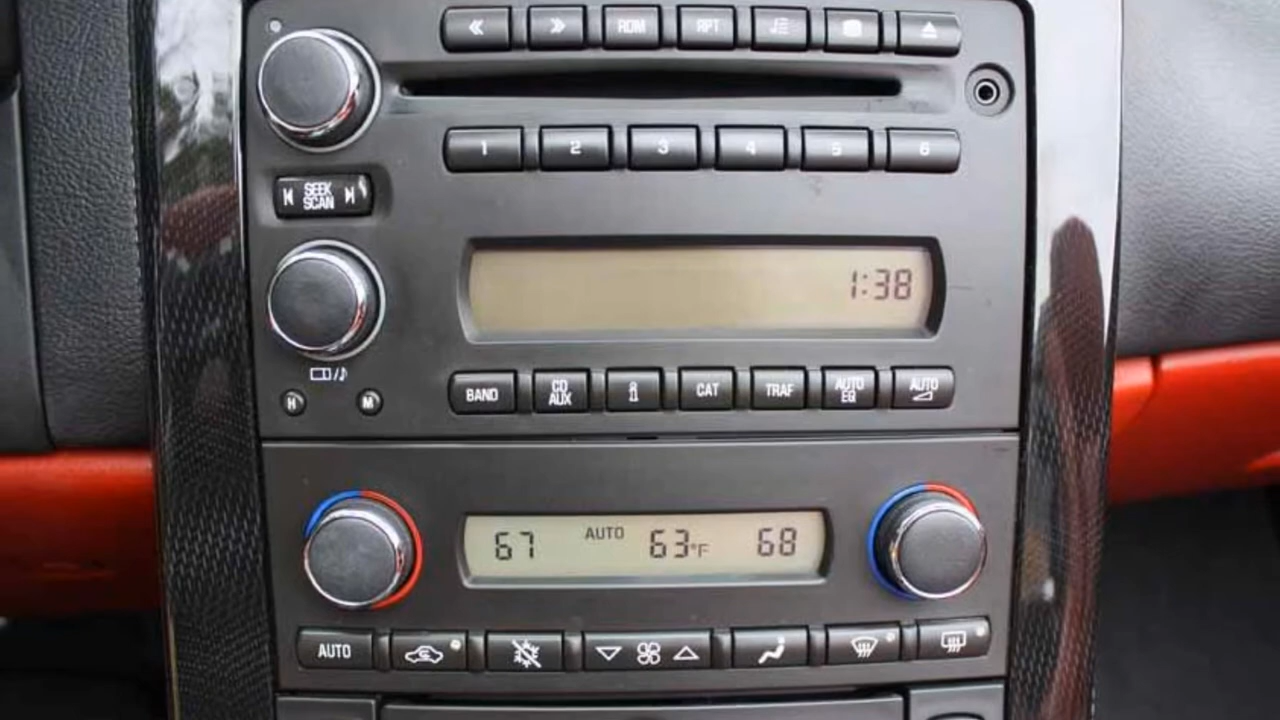 RDM RPT
1 2 3 4 5 6
SEEK
SCAN
1:38
BAND CD AUX i CAT TRAF AUTO EQ AUTO
H M
67 AUTO 63°F 68
AUTO